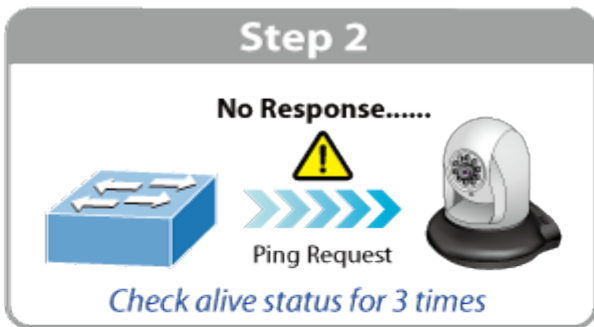 Step 2
No Response......
Ping Request
Check alive status for 3 times